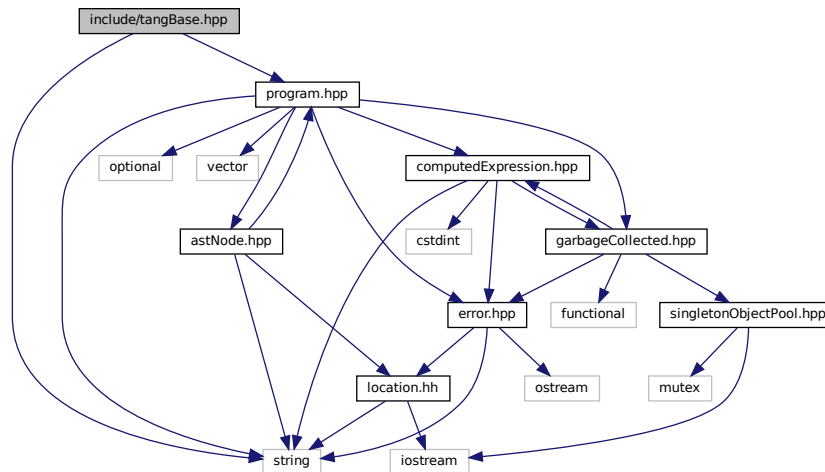 include/tangBase.hpp
program.hpp
optional
vector
computedExpression.hpp
astNode.hpp
cstdint
garbageCollected.hpp
error.hpp
functional
singletonObjectPool.hpp
location.hh
ostream
mutex
string
iostream